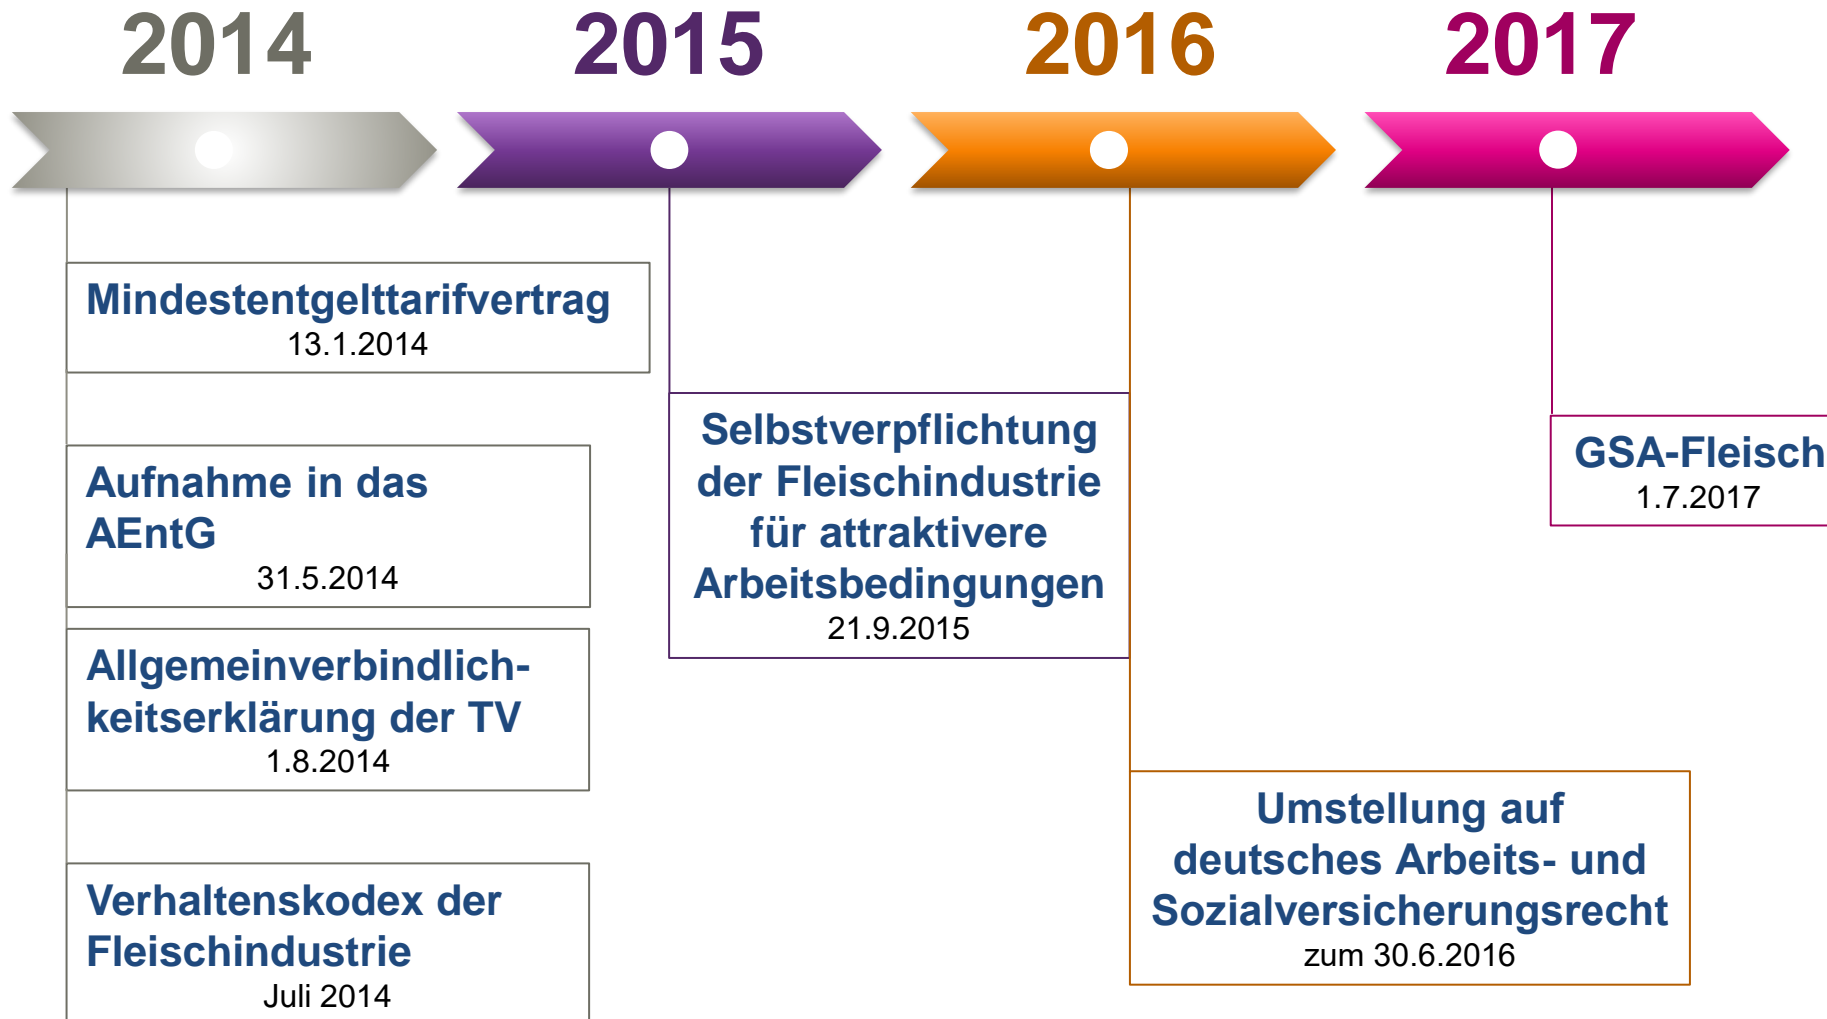 2014
2015
2016
2017
Mindestentgelttarifvertrag
13.1.2014
Aufnahme in das
AEntG
31.5.2014
Allgemeinverbindlich-
keitserklärung der TV
1.8.2014
Verhaltenskodex der
Fleischindustrie
Juli 2014
Selbstverpflichtung
der Fleischindustrie
für attraktivere
Arbeitsbedingungen
21.9.2015
Umstellung auf
deutsches Arbeits- und
Sozialversicherungsrecht
zum 30.6.2016
GSA-Fleisch
1.7.2017